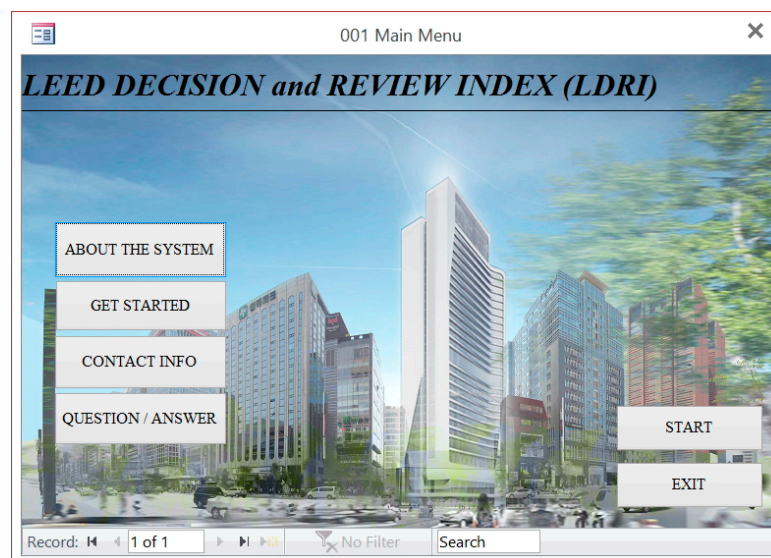 001 Main Menu
LEED DECISION and REVIEW INDEX (LDRI)
ABOUT THE SYSTEM
GET STARTED
CONTACT INFO
QUESTION / ANSWER
START
EXIT
Record: 1 of 1 No Filter Search